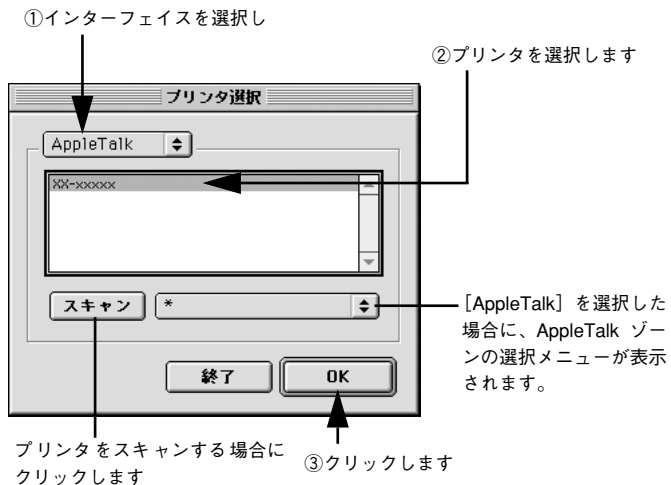 ①インターフェイスを選択し
②プリンタを選択します
プリンタ選択
AppleTalk
XX-xxxxx
スキャン
*
［AppleTalk］を選択した
場合に、AppleTalk ゾー
ンの選択メニューが表示
されます。
終了
OK
プリンタをスキャンする場合に
クリックします
③クリックします